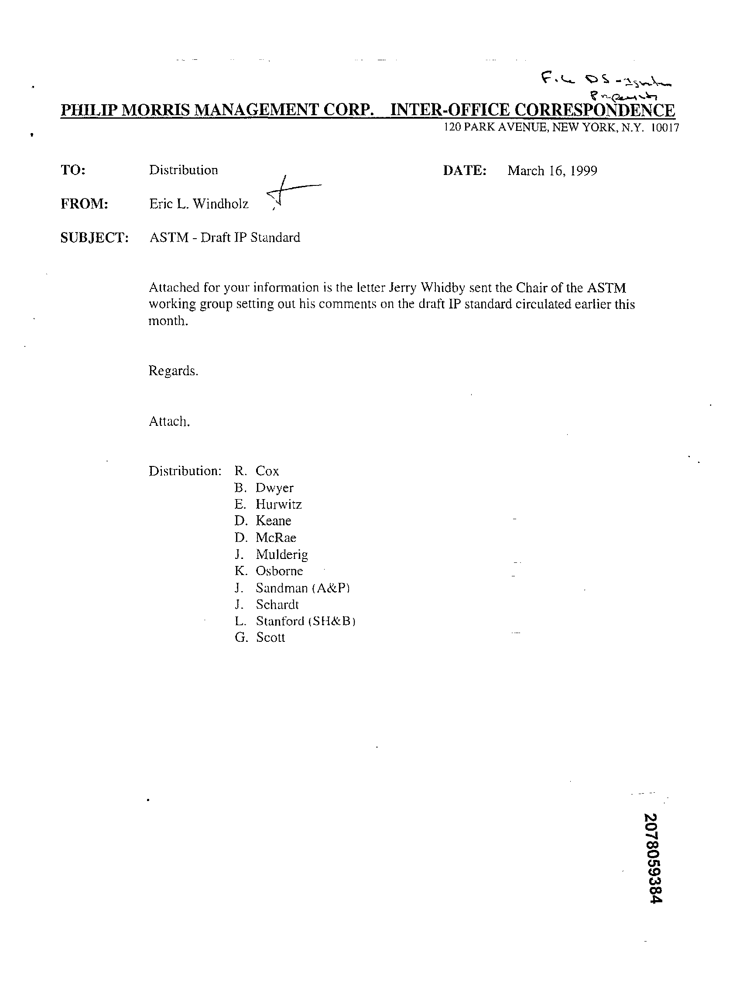 PHILIP MORRIS MANAGEMENT CORP. INTER-OFFICE CORRESPONDENCE
120 PARK AVENUE, NEW YORK, N.Y. 10017
TO: Distribution DATE: March 16, 1999
FROM: Eric L. Windholz
SUBJECT: ASTM - Draft IP Standard
Attached for your information is the letter Jerry Whidby sent the Chair of the ASTM
working group setting out his comments on the draft IP standard circulated earlier this
month.
Regards.
Attach.
Distribution: R. Cox
B. Dwyer
E. Hurwitz
D. Keane
D. McRae
J. Mulderig
K. Osborne
J. Sandman (A&P)
J. Schardt
L. Stanford (SH&B)
G. Scott
2078059384